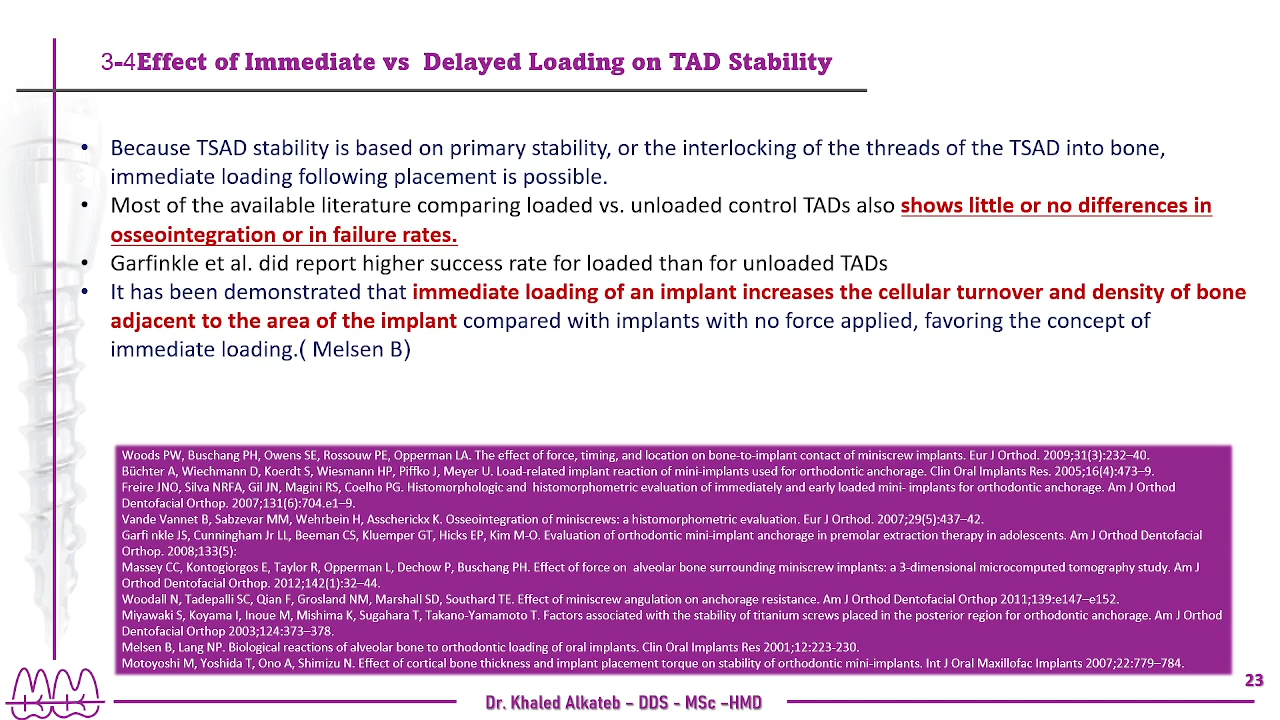 3-4Effect of Immediate vs Delayed Loading on TAD Stability
• Because TSAD stability is based on primary stability, or the interlocking of the threads of the TSAD into bone,
immediate loading following placement is possible.
• Most of the available literature comparing loaded vs. unloaded control TADs also shows little or no differences in
osseointegration or in failure rates.
• Garfinkle et al. did report higher success rate for loaded than for unloaded TADs
• It has been demonstrated that immediate loading of an implant increases the cellular turnover and density of bone
adjacent to the area of the implant compared with implants with no force applied, favoring the concept of
immediate loading.( Melsen B)
Woods PW, Buschang PH, Owens SE, Rossouw PE, Opperman LA. The effect of force, timing, and location on bone-to-implant contact of miniscrew implants. Eur J Orthod. 2009;31(3):232–40.
Büchter A, Wiechmann D, Koerdt S, Wiesmann HP, Piffko J, Meyer U. Load-related implant reaction of mini-implants used for orthodontic anchorage. Clin Oral Implants Res. 2005;16(4):473–9.
Freire JNO, Silva NRFA, Gil JN, Magini RS, Coelho PG. Histomorphologic and histomorphometric evaluation of immediately and early loaded mini- implants for orthodontic anchorage. Am J Orthod
Dentofacial Orthop. 2007;131(6):704.e1–9.
Vande Vannet B, Sabzevar MM, Wehrbein H, Asscherickx K. Osseointegration of miniscrews: a histomorphometric evaluation. Eur J Orthod. 2007;29(5):437–42.
Garfi nkle JS, Cunningham Jr LL, Beeman CS, Kluemper GT, Hicks EP, Kim M-O. Evaluation of orthodontic mini-implant anchorage in premolar extraction therapy in adolescents. Am J Orthod Dentofacial
Orthop. 2008;133(5):
Massey CC, Kontogiorgos E, Taylor R, Opperman L, Dechow P, Buschang PH. Effect of force on alveolar bone surrounding miniscrew implants: a 3-dimensional microcomputed tomography study. Am J
Orthod Dentofacial Orthop. 2012;142(1):32–44.
Woodall N, Tadepalli SC, Qian F, Grosland NM, Marshall SD, Southard TE. Effect of miniscrew angulation on anchorage resistance. Am J Orthod Dentofacial Orthop 2011;139:e147–e152.
Miyawaki S, Koyama I, Inoue M, Mishima K, Sugahara T, Takano-Yamamoto T. Factors associated with the stability of titanium screws placed in the posterior region for orthodontic anchorage. Am J Orthod
Dentofacial Orthop 2003;124:373–378.
Melsen B, Lang NP. Biological reactions of alveolar bone to orthodontic loading of oral implants. Clin Oral Implants Res 2001;12:223-230.
Motoyoshi M, Yoshida T, Ono A, Shimizu N. Effect of cortical bone thickness and implant placement torque on stability of orthodontic mini-implants. Int J Oral Maxillofac Implants 2007;22:779–784.
23
Dr. Khaled Alkateb – DDS - MSc –HMD